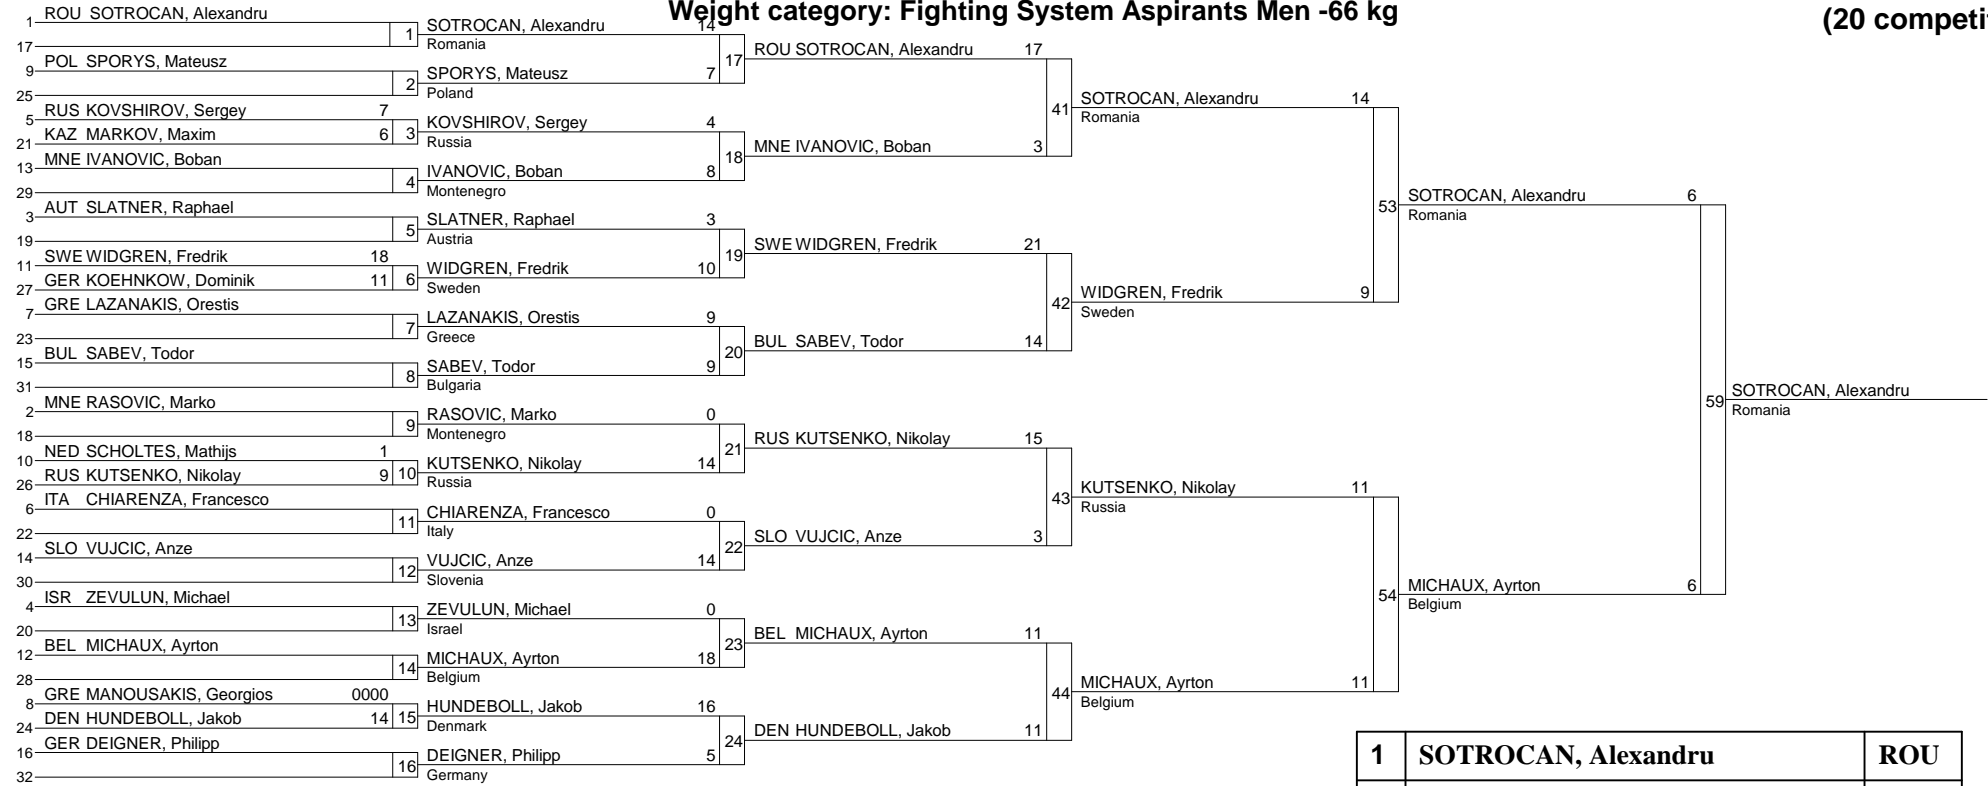 Weight category: Fighting System Aspirants Men -66 kg
(20 competi
1 ROU SOTROCAN, Alexandru
17
1
9 POL SPORYS, Mateusz
25
2
5 RUS KOVSHIROV, Sergey 7
21 KAZ MARKOV, Maxim 6
3
13 MNE IVANOVIC, Boban
29
4
3 AUT SLATNER, Raphael
19
5
11 SWE WIDGREN, Fredrik 18
27 GER KOEHNKOW, Dominik 11
6
7 GRE LAZANAKIS, Orestis
23
7
15 BUL SABEV, Todor
31
8
2 MNE RASOVIC, Marko
18
9
10 NED SCHOLTES, Mathijs 1
26 RUS KUTSENKO, Nikolay 9
10
6 ITA CHIARENZA, Francesco
22
11
14 SLO VUJCIC, Anze
30
12
4 ISR ZEVULUN, Michael
20
13
12 BEL MICHAUX, Ayrton
28
14
8 GRE MANOUSAKIS, Georgios 0000
24 DEN HUNDEBOLL, Jakob 14
15
16 GER DEIGNER, Philipp
32
16
SOTROCAN, Alexandru 14
Romania
17
SPORYS, Mateusz 7
Poland
KOVSHIROV, Sergey 4
Russia
18
IVANOVIC, Boban 8
Montenegro
SLATNER, Raphael 3
Austria
19
WIDGREN, Fredrik 10
Sweden
LAZANAKIS, Orestis 9
Greece
20
SABEV, Todor 9
Bulgaria
RASOVIC, Marko 0
Montenegro
21
KUTSENKO, Nikolay 14
Russia
CHIARENZA, Francesco 0
Italy
22
VUJCIC, Anze 14
Slovenia
ZEVULUN, Michael 0
Israel
23
MICHAUX, Ayrton 18
Belgium
HUNDEBOLL, Jakob 16
Denmark
24
DEIGNER, Philipp 5
Germany
ROU SOTROCAN, Alexandru 17
41
MNE IVANOVIC, Boban 3
SWE WIDGREN, Fredrik 21
42
BUL SABEV, Todor 14
RUS KUTSENKO, Nikolay 15
43
SLO VUJCIC, Anze 3
BEL MICHAUX, Ayrton 11
44
DEN HUNDEBOLL, Jakob 11
SOTROCAN, Alexandru 14
Romania
53
WIDGREN, Fredrik 9
Sweden
KUTSENKO, Nikolay 11
Russia
54
MICHAUX, Ayrton 11
Belgium
SOTROCAN, Alexandru 6
Romania
59
MICHAUX, Ayrton 6
Belgium
SOTROCAN, Alexandru
Romania
1 SOTROCAN, Alexandru ROU